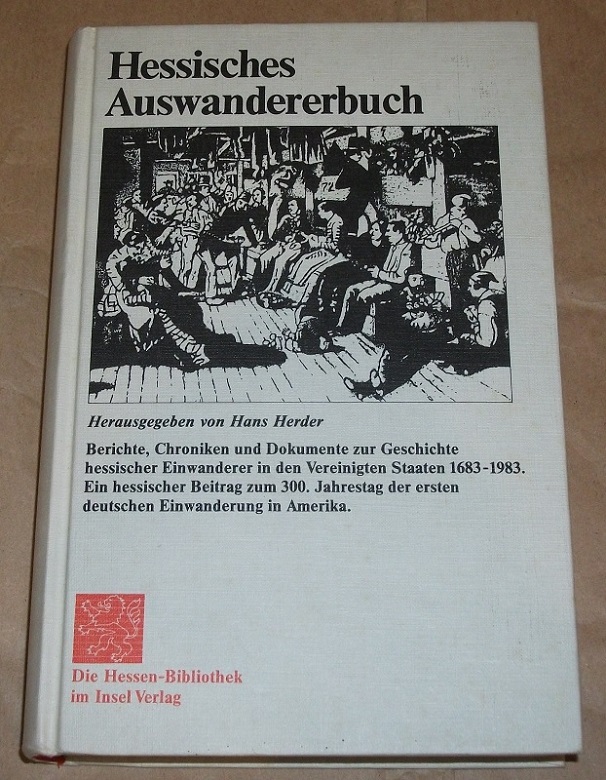 Hessisches
Auswandererbuch
Herausgegeben von Hans Herder
Berichte, Chroniken und Dokumente zur Geschichte
hessischer Einwanderer in den Vereinigten Staaten 1683-1983.
Ein hessischer Beitrag zum 300. Jahrestag der ersten
deutschen Einwanderung in Amerika.
Die Hessen-Bibliothek
im Insel Verlag